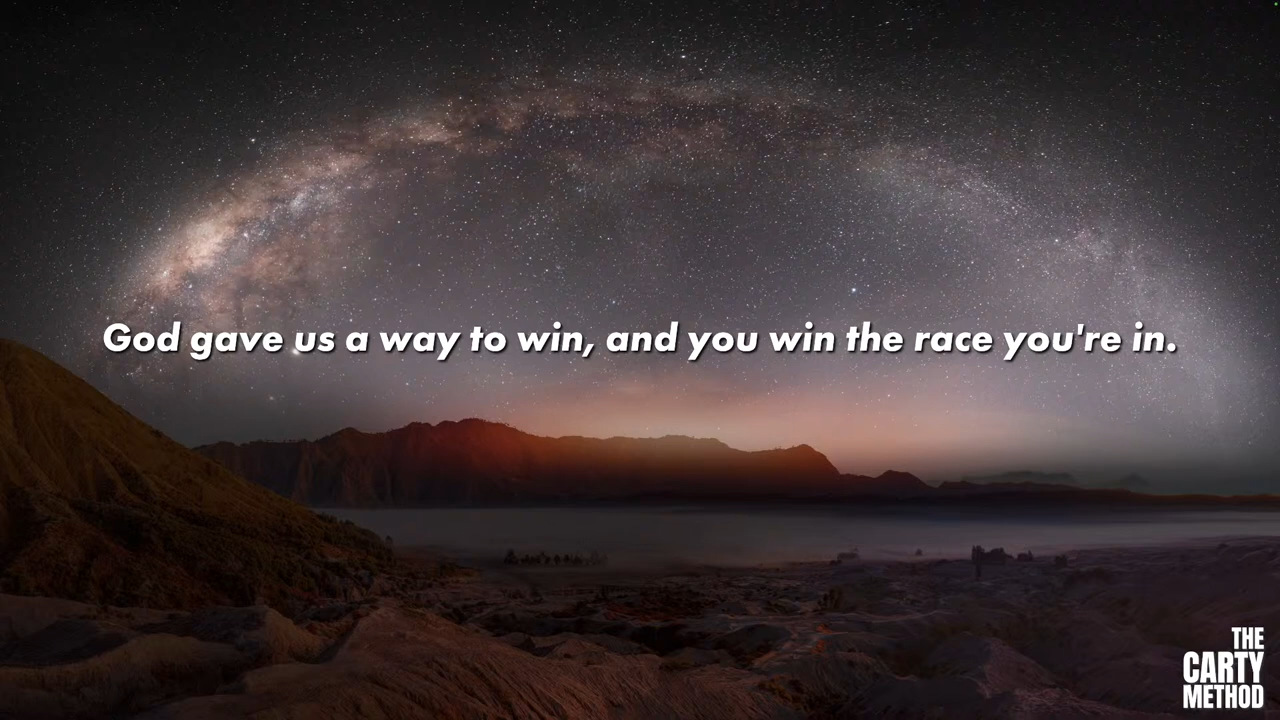 God gave us a way to win, and you win the race you're in.
THE
CARTY
METHOD